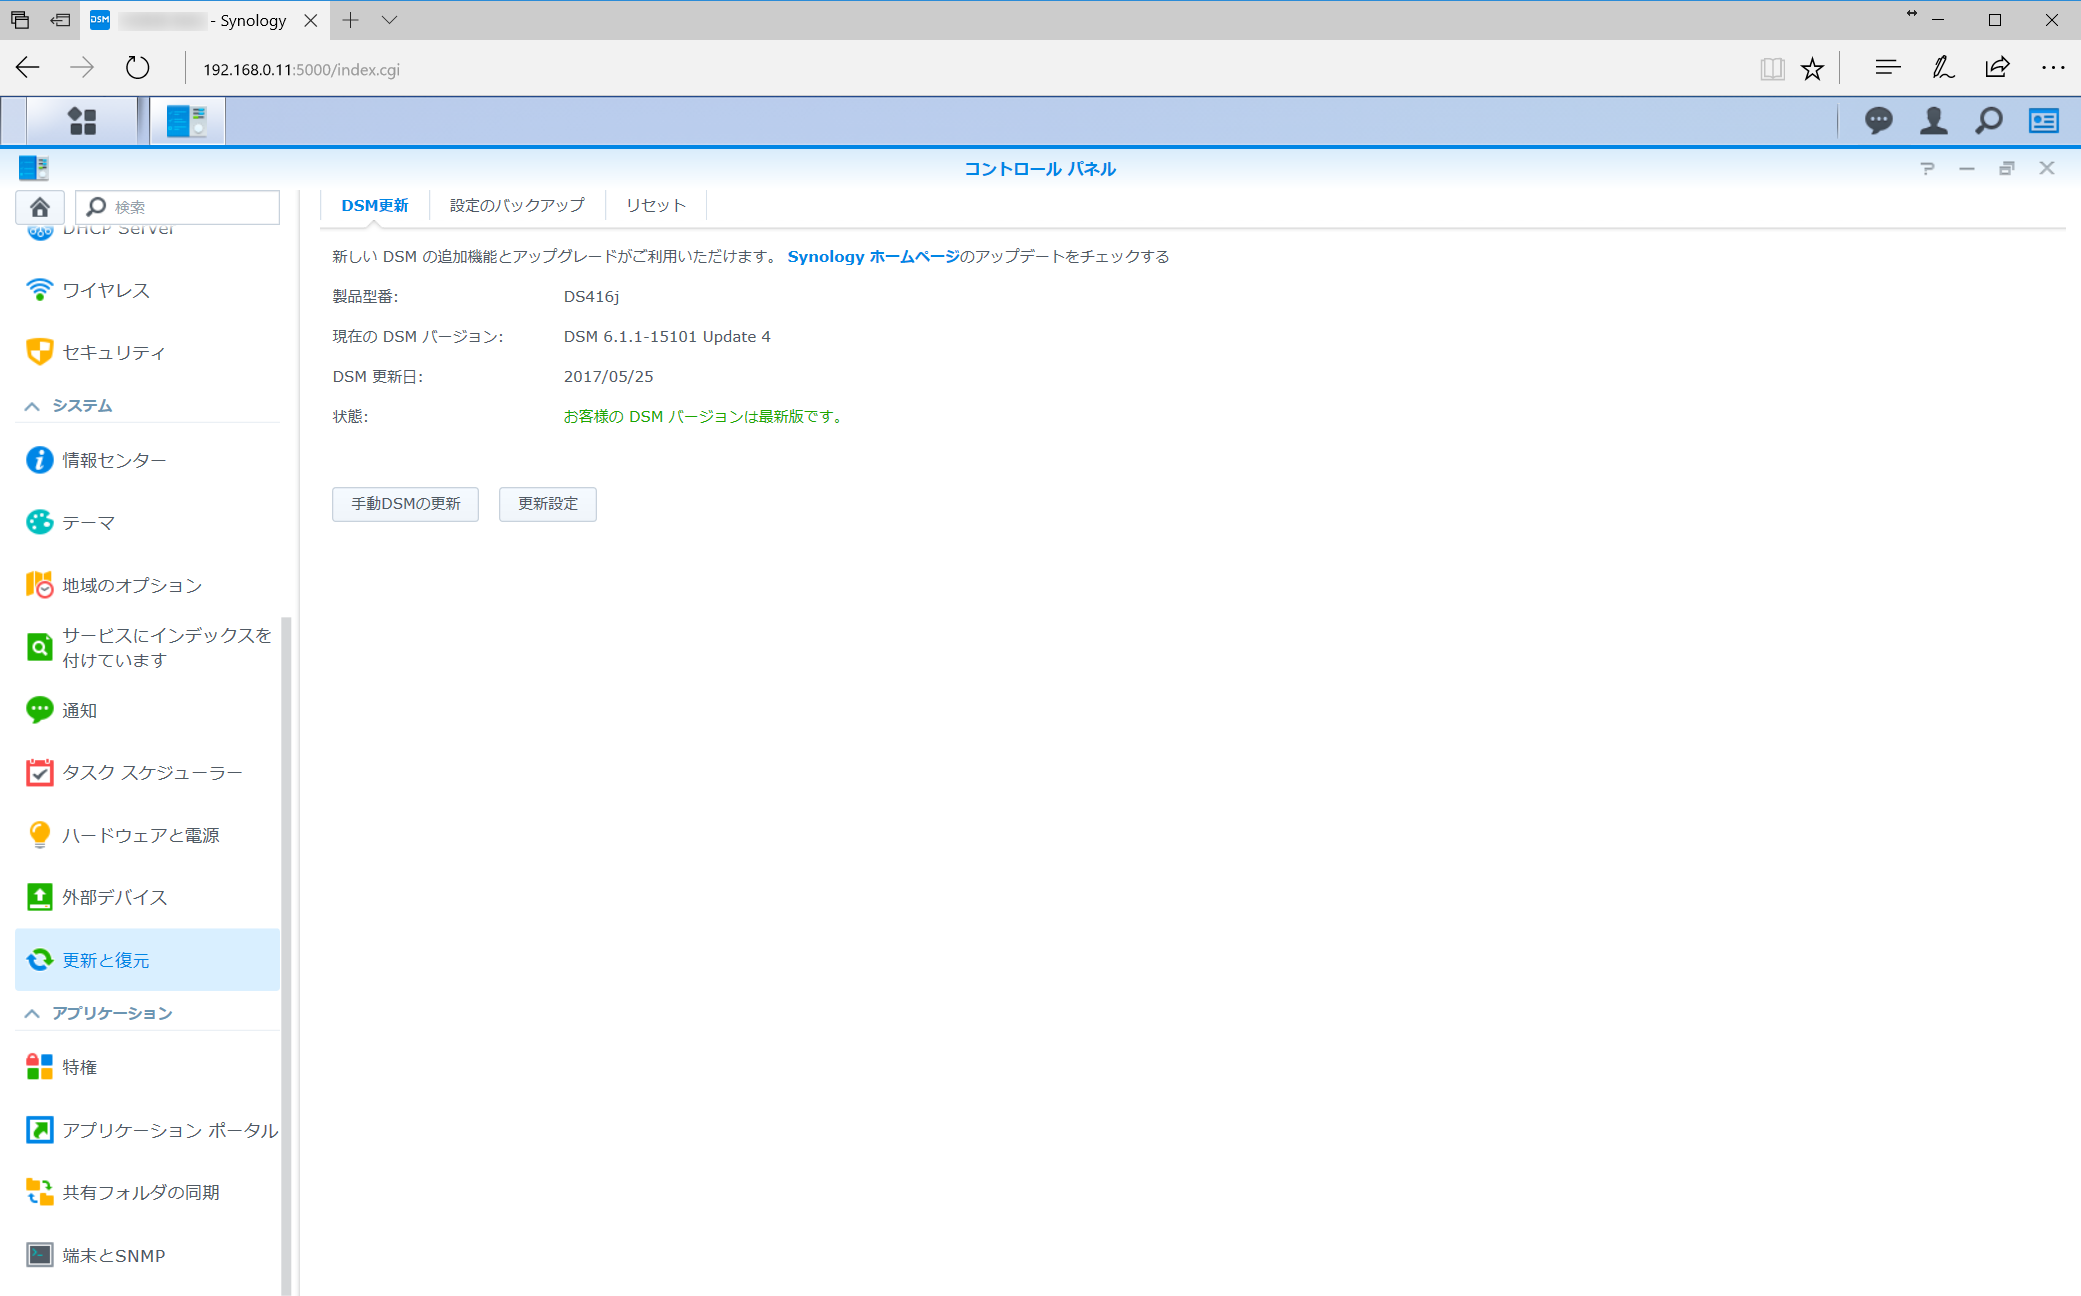 DSM
- Synology
192.168.0.11:5000/index.cgi
コントロール パネル
検索
DHCP Server
ワイヤレス
セキュリティ
システム
情報センター
テーマ
地域のオプション
サービスにインデックスを
付けています
通知
タスク スケジューラー
ハードウェアと電源
外部デバイス
更新と復元
アプリケーション
特権
アプリケーション ポータル
共有フォルダの同期
端末とSNMP
DSM更新 設定のバックアップ リセット
新しい DSM の追加機能とアップグレードがご利用いただけます。 Synology ホームページのアップデートをチェックする
製品型番: DS416j
現在の DSM バージョン: DSM 6.1.1-15101 Update 4
DSM 更新日: 2017/05/25
状態: お客様の DSM バージョンは最新版です。
手動DSMの更新 更新設定